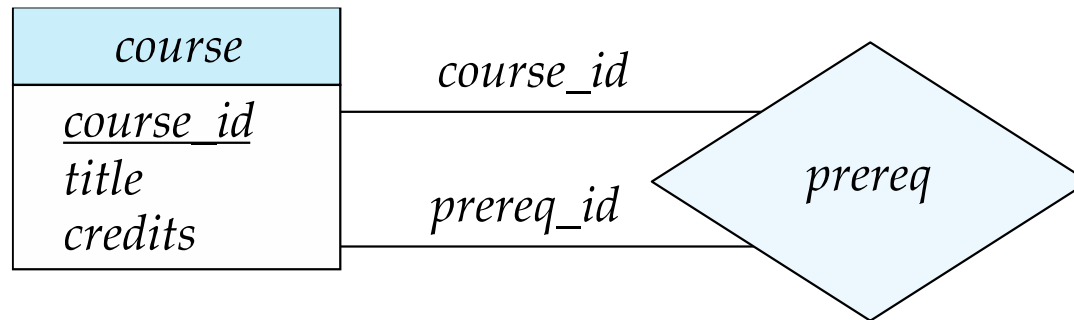 course
course_id
title
credits
course_id
prereq_id
prereq